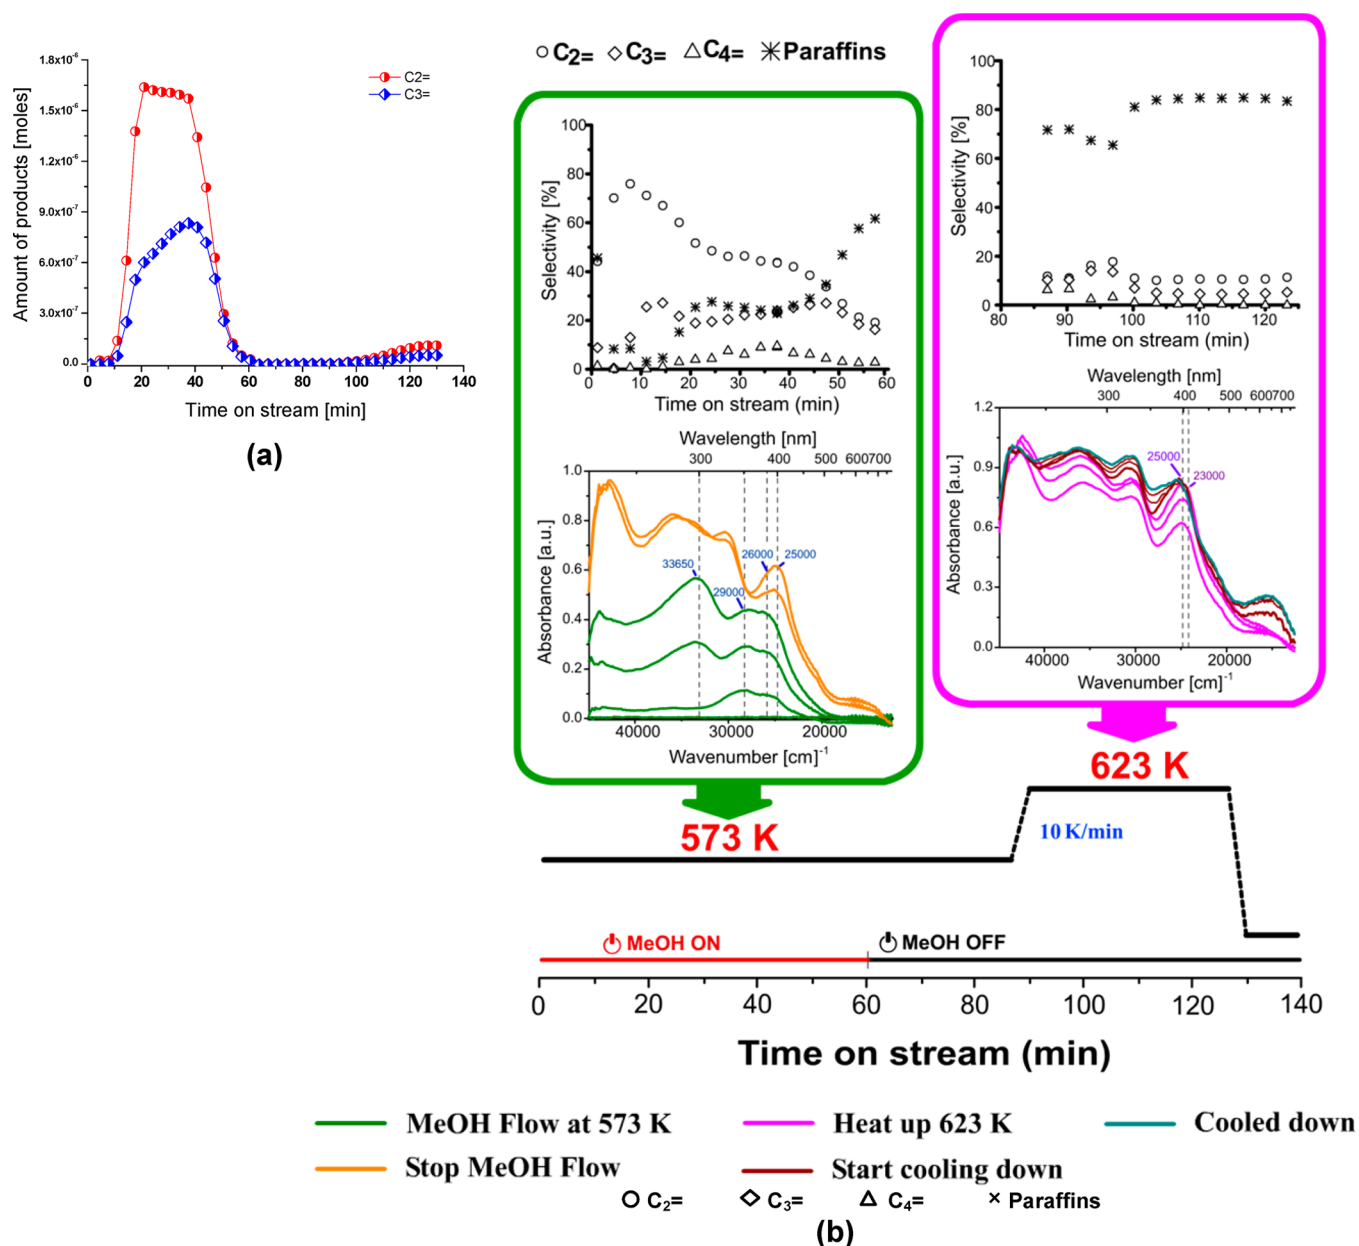 1.8x10-6
1.5x10-6
1.2x10-6
9.0x10-7
6.0x10-7
3.0x10-7
0.0
Amount of products [moles]
C2=
C3=
0 20 40 60 80 100 120 140
Time on stream [min]
(a)
C2= C3= C4= Paraffins
100
80
60
40
20
0
Selectivity [%]
0 10 20 30 40 50 60
Time on stream (min)
Wavelength [nm]
300 400 500 600 700
1.0
0.8
0.6
0.4
0.2
0.0
Absorbance [a.u.]
33650
29000
26000
25000
40000 30000 20000
Wavenumber [cm]-1
100
80
60
40
20
0
Selectivity [%]
80 90 100 110 120
Time on stream (min)
Wavelength [nm]
300 400 500 600700
1.2
0.9
0.6
0.3
0.0
Absorbance [a.u.]
25000
23000
40000 30000 20000
Wavenumber [cm]-1
623 K
573 K
10 K/min
MeOH ON
MeOH OFF
0 20 40 60 80 100 120 140
Time on stream (min)
MeOH Flow at 573 K
Heat up 623 K
Cooled down
Stop MeOH Flow
Start cooling down
C2= C3= C4= Paraffins
(b)